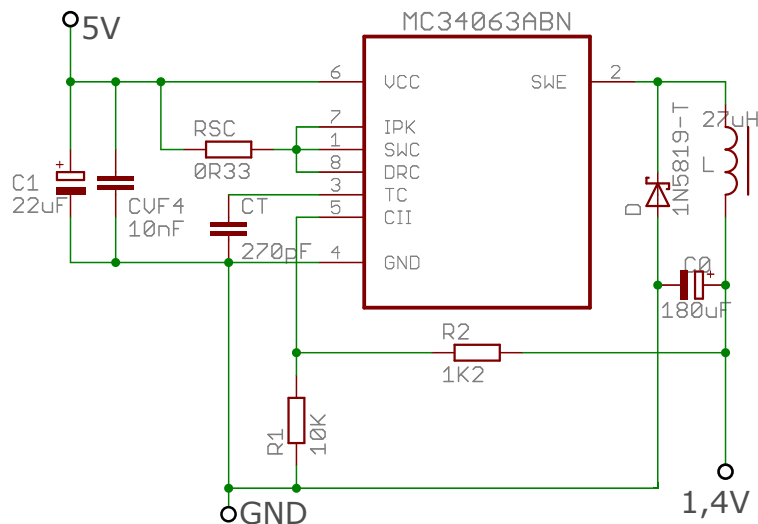 MC34063ABN
5V
6
VCC
SWE
2
7
IPK
RSC
1
SWC
0R33
8
DRC
3
TC
CT
5
CII
270pF
4
GND
C1
22uF
CVF4
10nF
27uH
L
1N5819-T
D
C0
180uF
R2
1K2
R1
10K
GND
1,4V
+
+